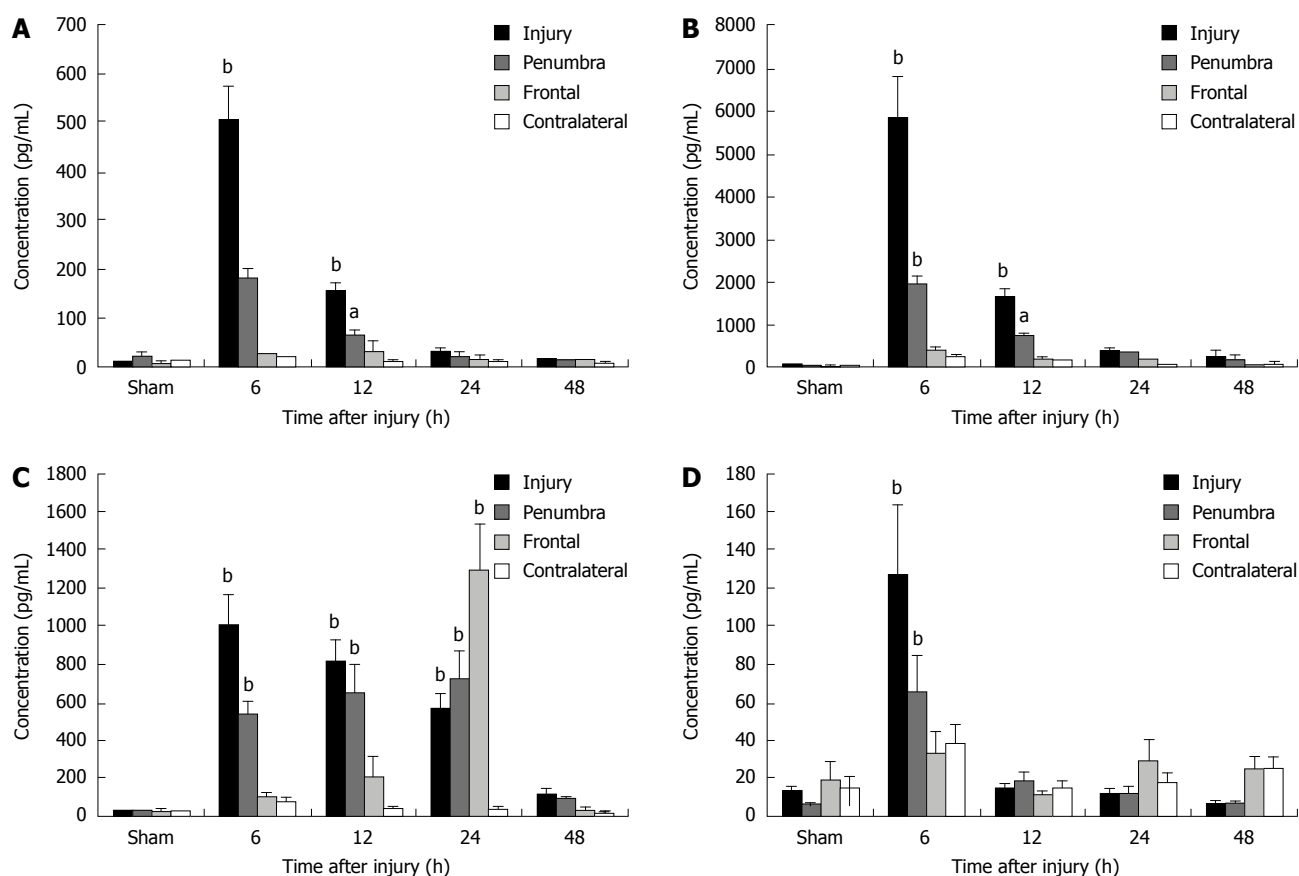 A
Concentration (pg/mL)
700
600
500
400
300
200
100
0
Injury
Penumbra
Frontal
Contralateral
b
b
a
Sham 6 12 24 48
Time after injury (h)
B
Concentration (pg/mL)
8000
7000
6000
5000
4000
3000
2000
1000
0
Injury
Penumbra
Frontal
Contralateral
b
b
b
a
Sham 6 12 24 48
Time after injury (h)
C
Concentration (pg/mL)
1800
1600
1400
1200
1000
800
600
400
200
0
Injury
Penumbra
Frontal
Contralateral
b
b
b
b
b
b
b
Sham 6 12 24 48
Time after injury (h)
D
Concentration (pg/mL)
180
160
140
120
100
80
60
40
20
0
Injury
Penumbra
Frontal
Contralateral
b
b
Sham 6 12 24 48
Time after injury (h)